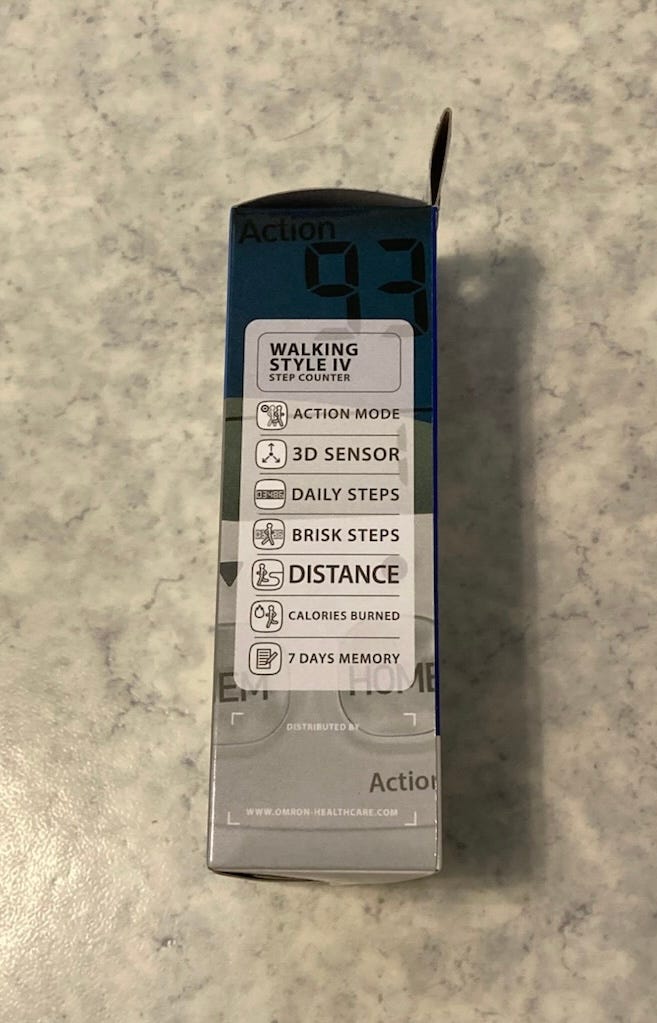 Action
93
WALKING
STYLE IV
STEP COUNTER
ACTION MODE
3D SENSOR
DAILY STEPS
BRISK STEPS
DISTANCE
CALORIES BURNED
7 DAYS MEMORY
EM HOME
DISTRIBUTED BY
Action
WWW.OMRON-HEALTHCARE.COM